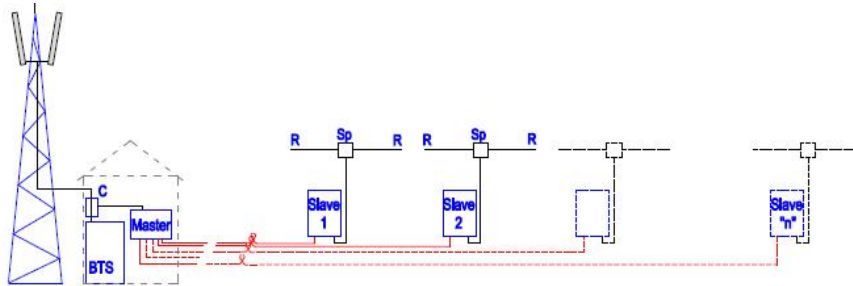 R Sp R R Sp R
C
Slave
1
Slave
2
Slave
"n"
Master
BTS